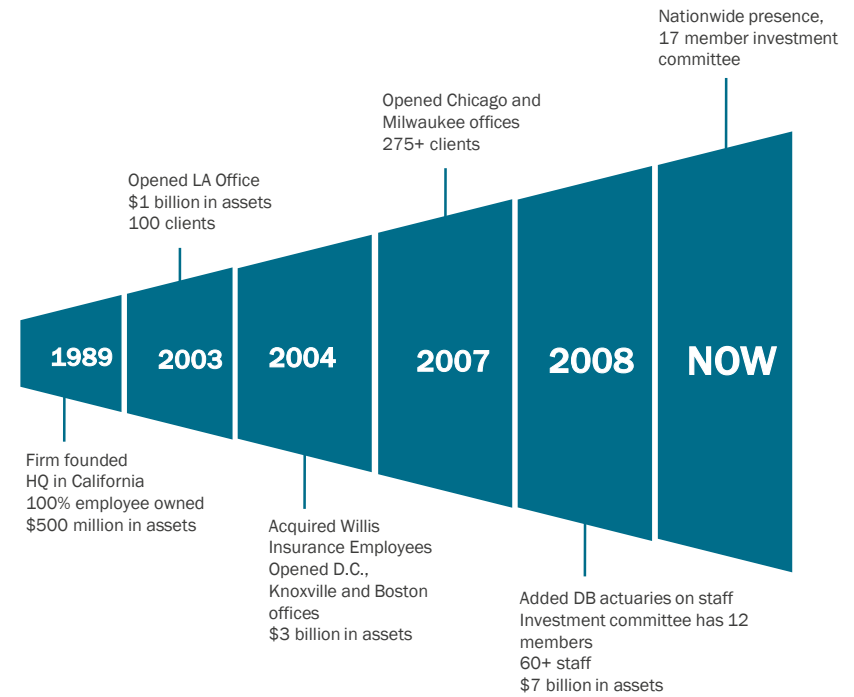 Nationwide presence,
17 member investment
committee
Opened Chicago and
Milwaukee offices
275+ clients
Opened LA Office
$1 billion in assets
100 clients
1989
2003
2004
2007
2008
NOW
Firm founded
HQ in California
100% employee owned
$500 million in assets
Acquired Willis
Insurance Employees
Opened D.C.,
Knoxville and Boston
offices
$3 billion in assets
Added DB actuaries on staff
Investment committee has 12
members
60+ staff
$7 billion in assets